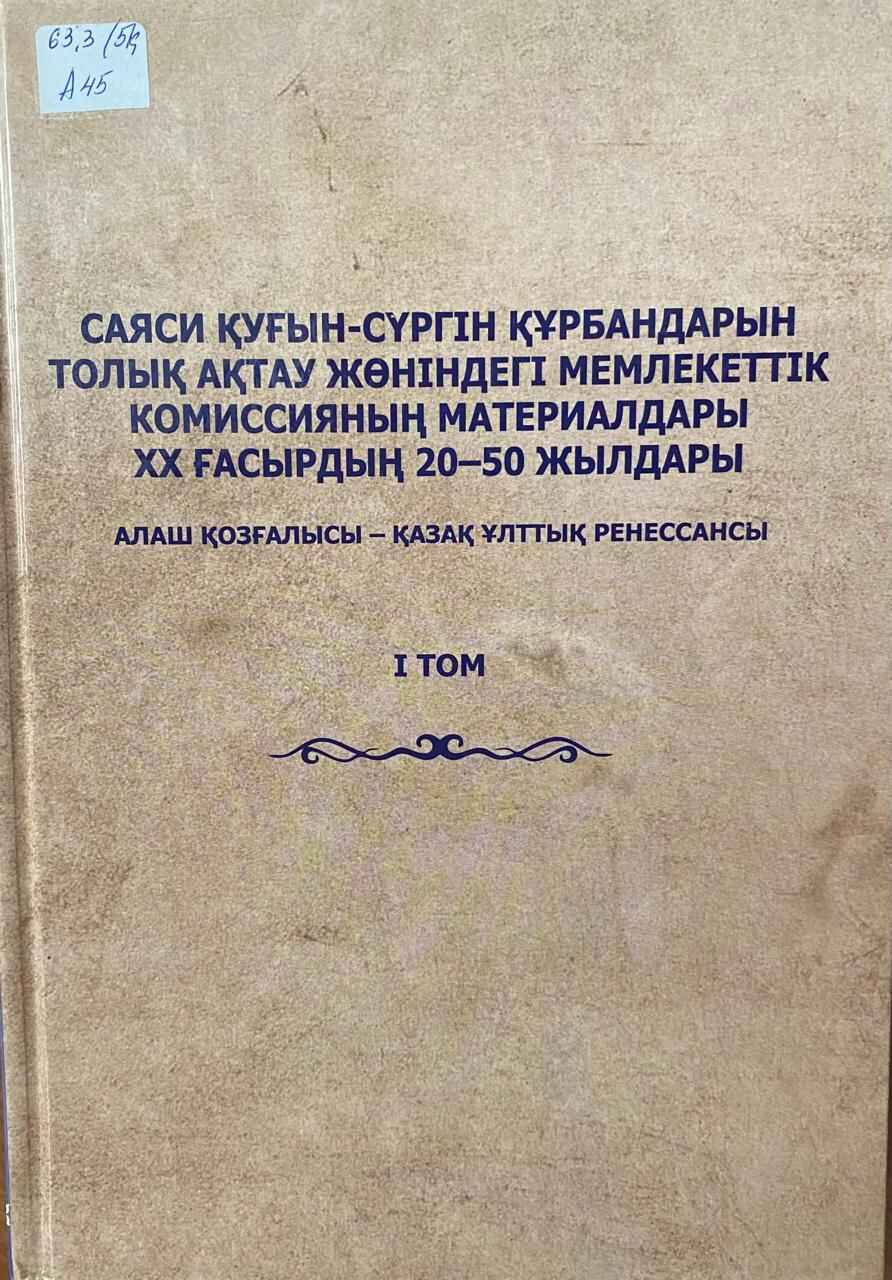 63.3 (5Қ
А45
САЯСИ ҚУҒЫН-СҮРГІН ҚҰРБАНДАРЫН
ТОЛЫҚ АҚТАУ ЖӨНІНДЕГІ МЕМЛЕКЕТТІК
КОМИССИЯНЫҢ МАТЕРИАЛДАРЫ
ХХ ҒАСЫРДЫҢ 20–50 ЖЫЛДАРЫ
АЛАШ ҚОЗҒАЛЫСЫ – ҚАЗАҚ ҰЛТТЫҚ РЕНЕССАНСЫ
I ТОМ